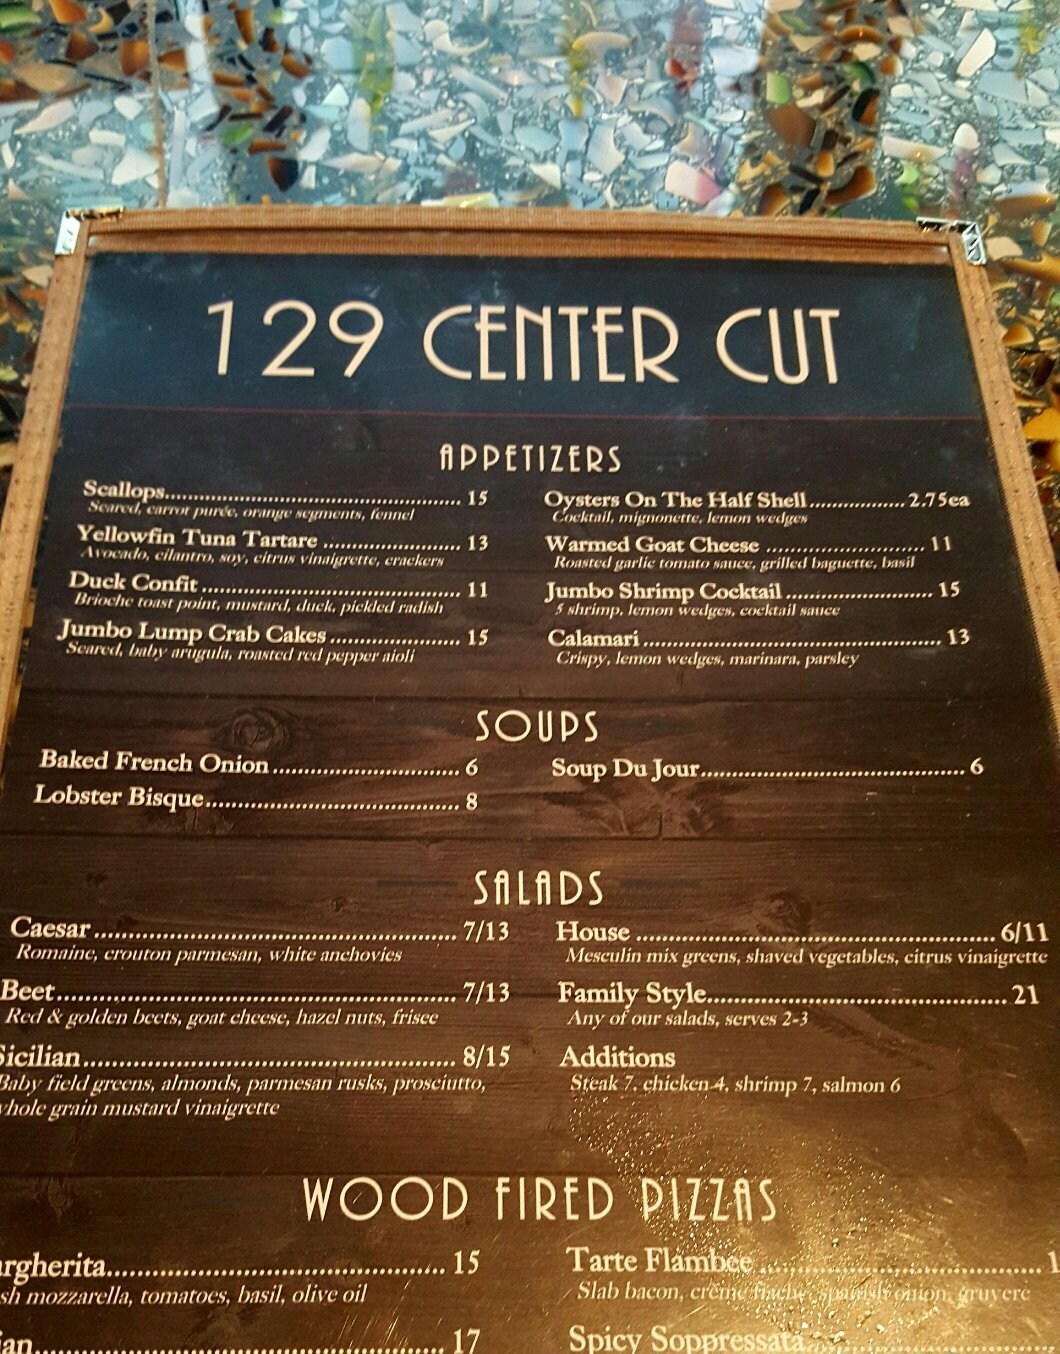 129 CENTER CUT
APPETIZERS
Scallops 15
Seared, carrot purée, orange segments, fennel
Yellowfin Tuna Tartare 13
Avocado, cilantro, soy, citrus vinaigrette, crackers
Duck Confit 11
Brioche toast point, mustard, duck, pickled radish
Jumbo Lump Crab Cakes 15
Seared, baby arugula, roasted red pepper aioli
Oysters On The Half Shell 2.75ea
Cocktail, mignonette, lemon wedges
Warmed Goat Cheese 11
Roasted garlic tomato sauce, grilled baguette, basil
Jumbo Shrimp Cocktail 15
5 shrimp, lemon wedges, cocktail sauce
Calamari 13
Crispy, lemon wedges, marinara, parsley
SOUPS
Baked French Onion 6
Lobster Bisque 8
Soup Du Jour 6
SALADS
Caesar 7/13
Romaine, crouton parmesan, white anchovies
Beet 7/13
Red & golden beets, goat cheese, hazel nuts, frisee
Sicilian 8/15
Baby field greens, almonds, parmesan rusks, prosciutto,
whole grain mustard vinaigrette
House 6/11
Mesculin mix greens, shaved vegetables, citrus vinaigrette
Family Style 21
Any of our salads, serves 2-3
Additions
Steak 7, chicken 4, shrimp 7, salmon 6
WOOD FIRED PIZZAS
argherita 15
sh mozzarella, tomatoes, basil, olive oil
ian 17
Tarte Flambee 1
Slab bacon, crème fiache, spanish onion, gruyere
Spicy Soppressata